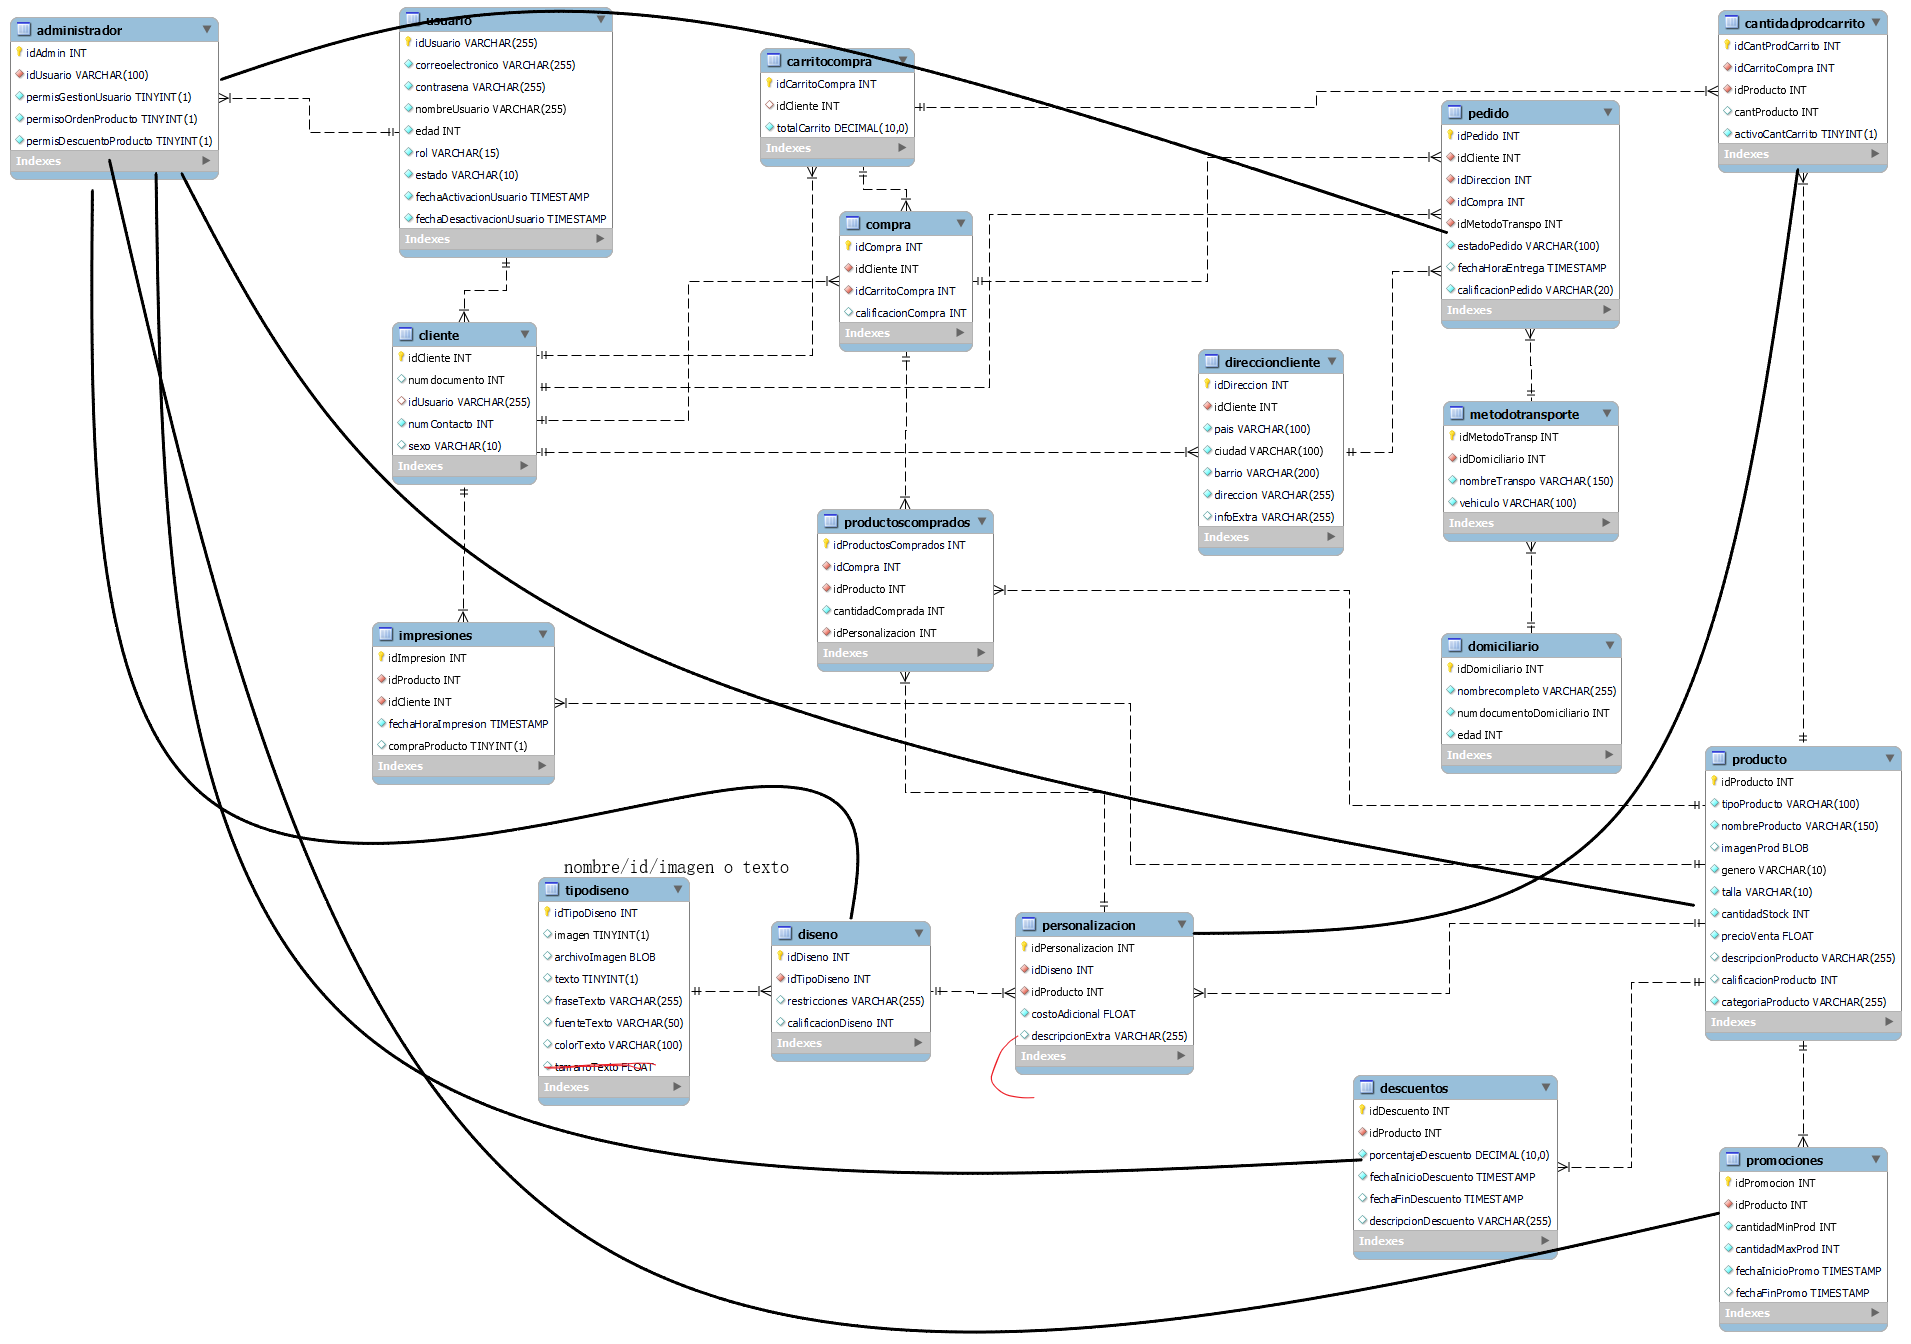 administrador
idAdmin INT
idUsuario VARCHAR(100)
permisGestionUsuario TINYINT(1)
permisoOrdenProducto TINYINT(1)
permisDescuentoProducto TINYINT(1)
Indexes
usuario
idUsuario VARCHAR(255)
correoelectronico VARCHAR(255)
contrasena VARCHAR(255)
nombreUsuario VARCHAR(255)
edad INT
rol VARCHAR(15)
estado VARCHAR(10)
fechaActivacionUsuario TIMESTAMP
fechaDesactivacionUsuario TIMESTAMP
Indexes
carritocompra
idCarritoCompra INT
idCliente INT
totalCarrito DECIMAL(10,0)
Indexes
cantidadprodcarrito
idCantProdCarrito INT
idCarritoCompra INT
idProducto INT
cantProducto INT
activoCantCarrito TINYINT(1)
Indexes
pedido
idPedido INT
idCliente INT
idDireccion INT
idCompra INT
idMetodoTranspo INT
estadoPedido VARCHAR(100)
fechaHoraEntrega TIMESTAMP
calificacionPedido VARCHAR(20)
Indexes
compra
idCompra INT
idCliente INT
idCarritoCompra INT
calificacionCompra INT
Indexes
cliente
idCliente INT
numdocumento INT
idUsuario VARCHAR(255)
numContacto INT
sexo VARCHAR(10)
Indexes
direccioncliente
idDireccion INT
idCliente INT
pais VARCHAR(100)
ciudad VARCHAR(100)
barrio VARCHAR(200)
direccion VARCHAR(255)
infoExtra VARCHAR(255)
Indexes
metodotransporte
idMetodoTransp INT
idDomiciliario INT
nombreTranspo VARCHAR(150)
vehiculo VARCHAR(100)
Indexes
productoscomprados
idProductosComprados INT
idCompra INT
idProducto INT
cantidadComprada INT
idPersonalizacion INT
Indexes
impresiones
idImpresion INT
idProducto INT
idCliente INT
fechaHoraImpresion TIMESTAMP
compraProducto TINYINT(1)
Indexes
domiciliario
idDomiciliario INT
nombrecompleto VARCHAR(255)
numdocumentoDomiciliario INT
edad INT
Indexes
producto
idProducto INT
tipoProducto VARCHAR(100)
nombreProducto VARCHAR(150)
imagenProd BLOB
genero VARCHAR(10)
talla VARCHAR(10)
cantidadStock INT
precioVenta FLOAT
descripcionProducto VARCHAR(255)
calificacionProducto INT
categoriaProducto VARCHAR(255)
Indexes
nombre/id/imagen o texto
tipodiseno
idTipoDiseno INT
imagen TINYINT(1)
archivoImagen BLOB
texto TINYINT(1)
fraseTexto VARCHAR(255)
fuenteTexto VARCHAR(50)
colorTexto VARCHAR(100)
tamanoTexto FLOAT
Indexes
diseno
idDiseno INT
idTipoDiseno INT
restricciones VARCHAR(255)
calificacionDiseno INT
Indexes
personalizacion
idPersonalizacion INT
idDiseno INT
idProducto INT
costoAdicional FLOAT
descripcionExtra VARCHAR(255)
Indexes
descuentos
idDescuento INT
idProducto INT
porcentajeDescuento DECIMAL(10,0)
fechaInicioDescuento TIMESTAMP
fechaFinDescuento TIMESTAMP
descripcionDescuento VARCHAR(255)
Indexes
promociones
idPromocion INT
idProducto INT
cantidadMinProd INT
cantidadMaxProd INT
fechaInicioPromo TIMESTAMP
fechaFinPromo TIMESTAMP
Indexes